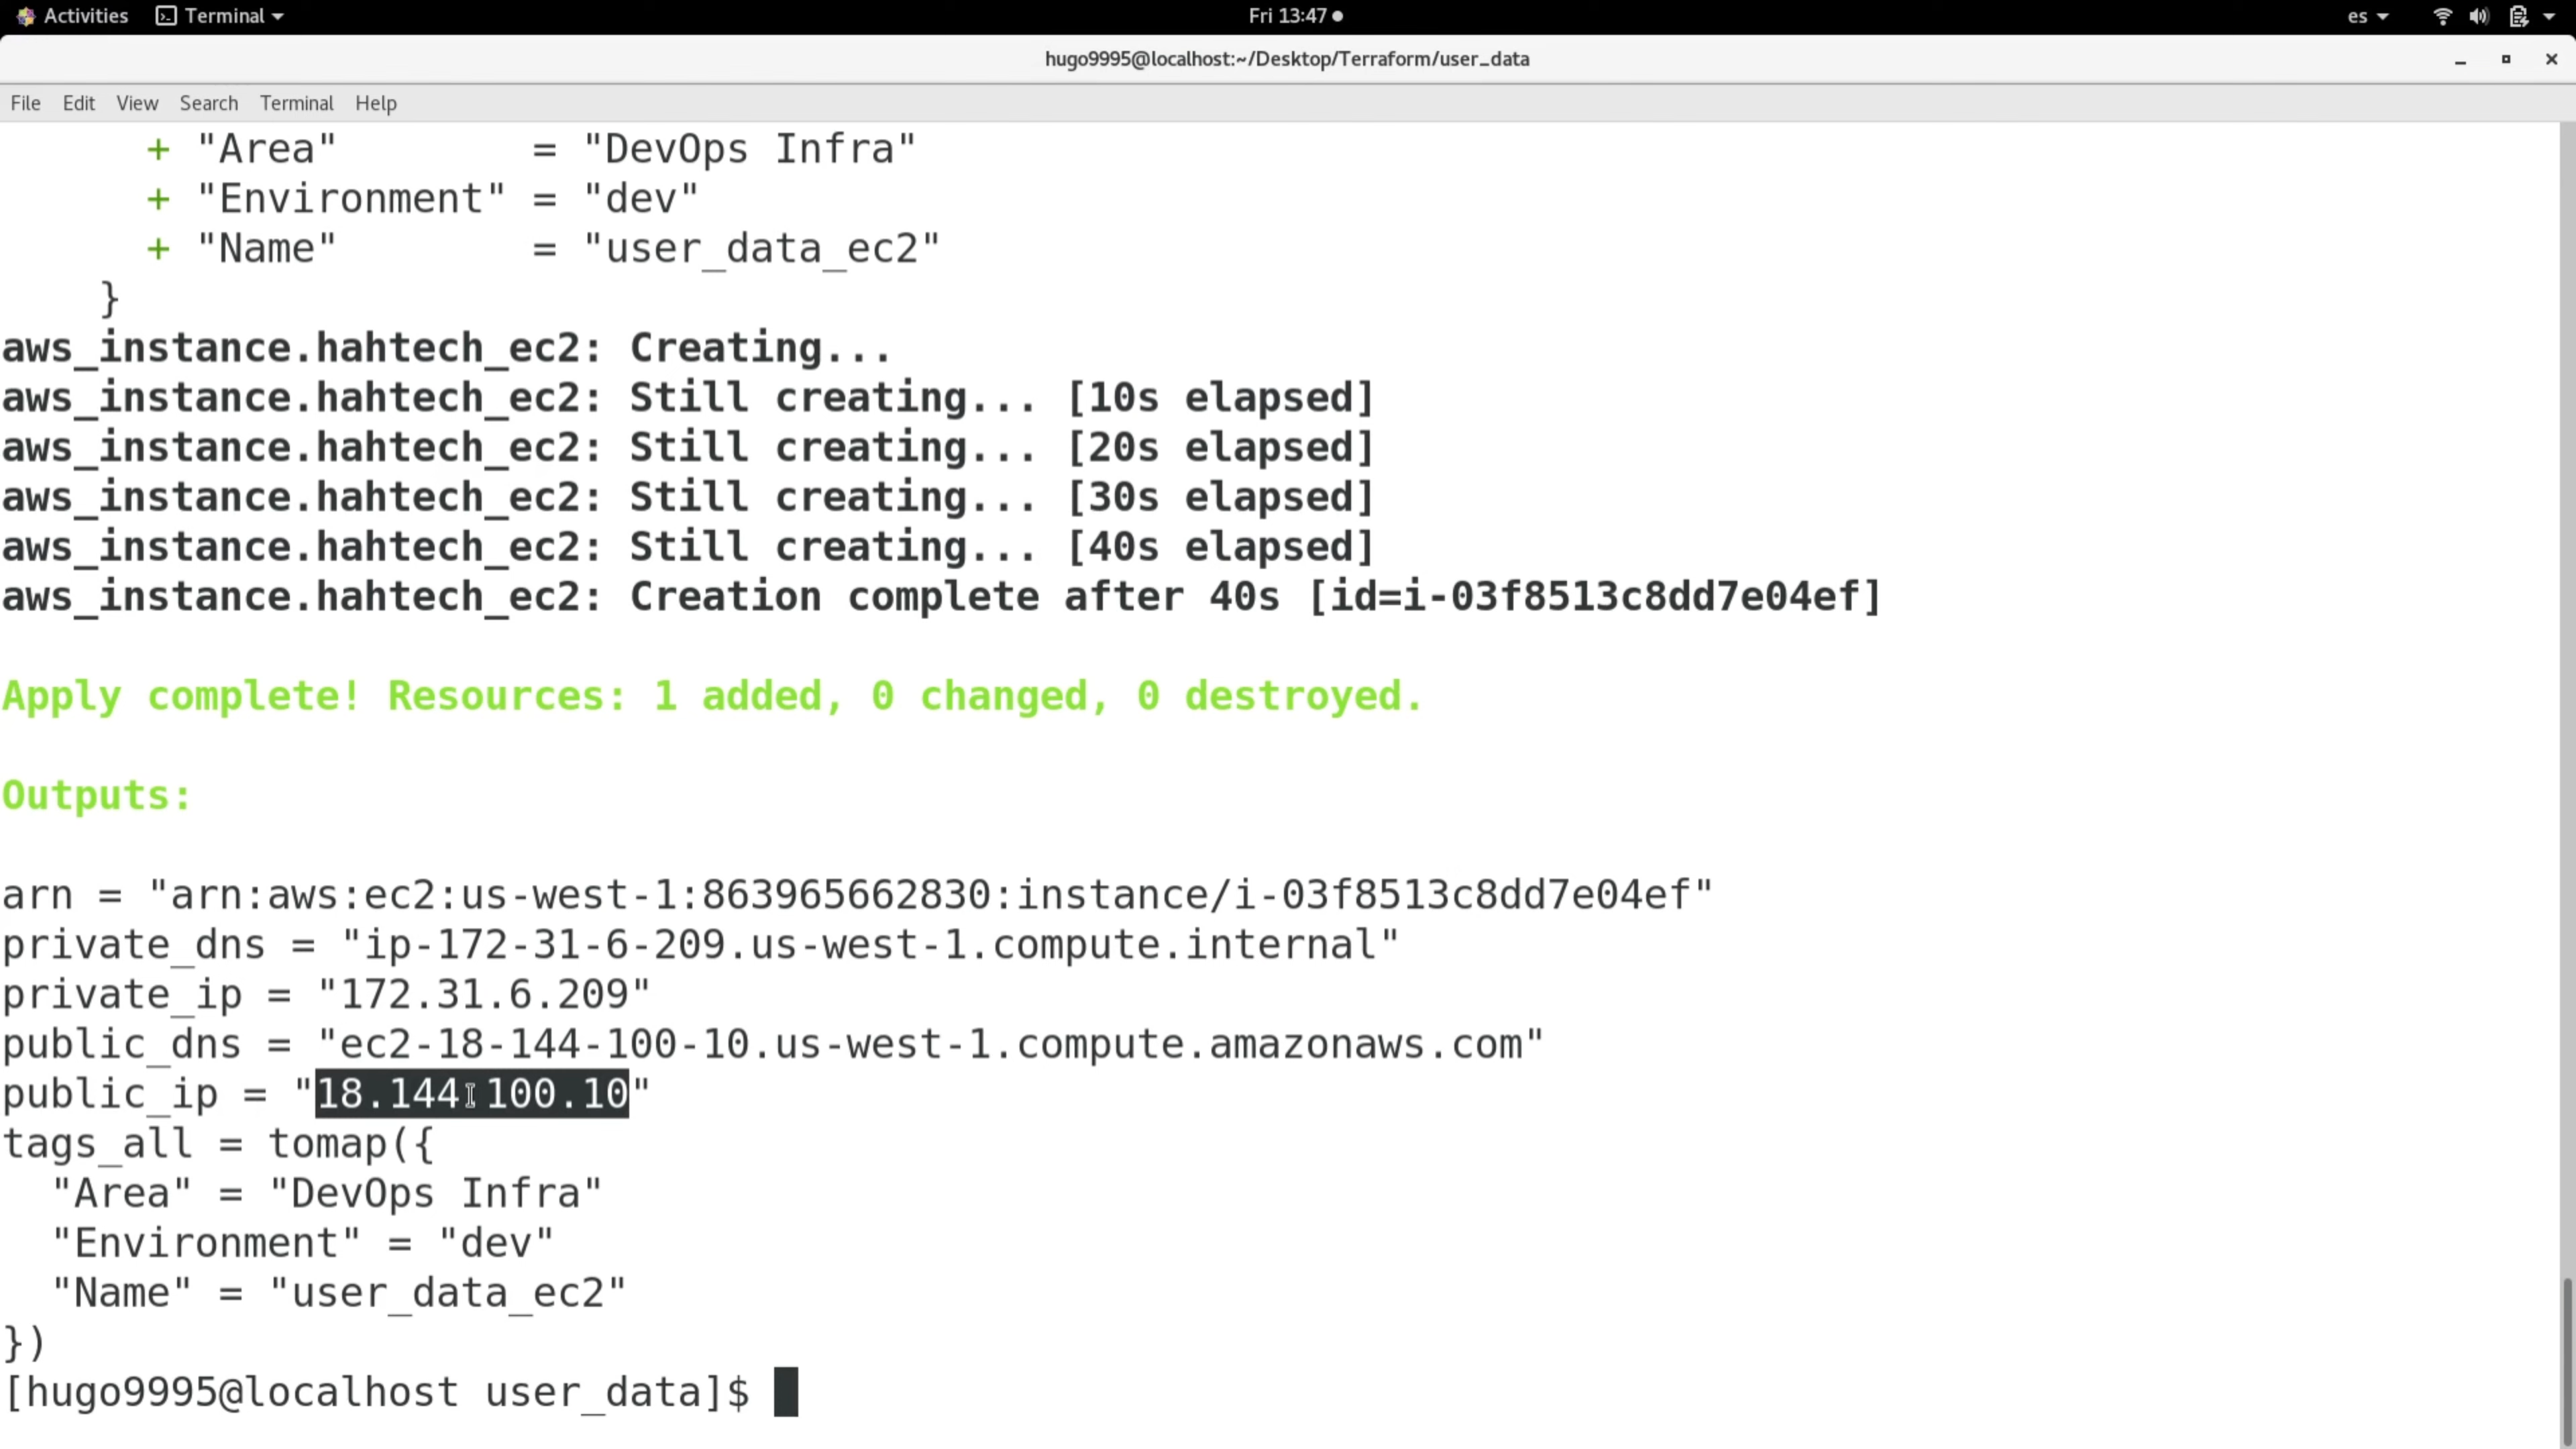 Activities Terminal Fri 13:47 es
hugo9995@localhost:~/Desktop/Terraform/user_data
File Edit View Search Terminal Help
+ "Area" = "DevOps Infra"
+ "Environment" = "dev"
+ "Name" = "user_data_ec2"
}
aws_instance.hahtech_ec2: Creating...
aws_instance.hahtech_ec2: Still creating... [10s elapsed]
aws_instance.hahtech_ec2: Still creating... [20s elapsed]
aws_instance.hahtech_ec2: Still creating... [30s elapsed]
aws_instance.hahtech_ec2: Still creating... [40s elapsed]
aws_instance.hahtech_ec2: Creation complete after 40s [id=i-03f8513c8dd7e04ef]
Apply complete! Resources: 1 added, 0 changed, 0 destroyed.
Outputs:
arn = "arn:aws:ec2:us-west-1:863965662830:instance/i-03f8513c8dd7e04ef"
private_dns = "ip-172-31-6-209.us-west-1.compute.internal"
private_ip = "172.31.6.209"
public_dns = "ec2-18-144-100-10.us-west-1.compute.amazonaws.com"
public_ip = "18.144.100.10"
tags_all = tomap({
"Area" = "DevOps Infra"
"Environment" = "dev"
"Name" = "user_data_ec2"
})
[hugo9995@localhost user_data]$